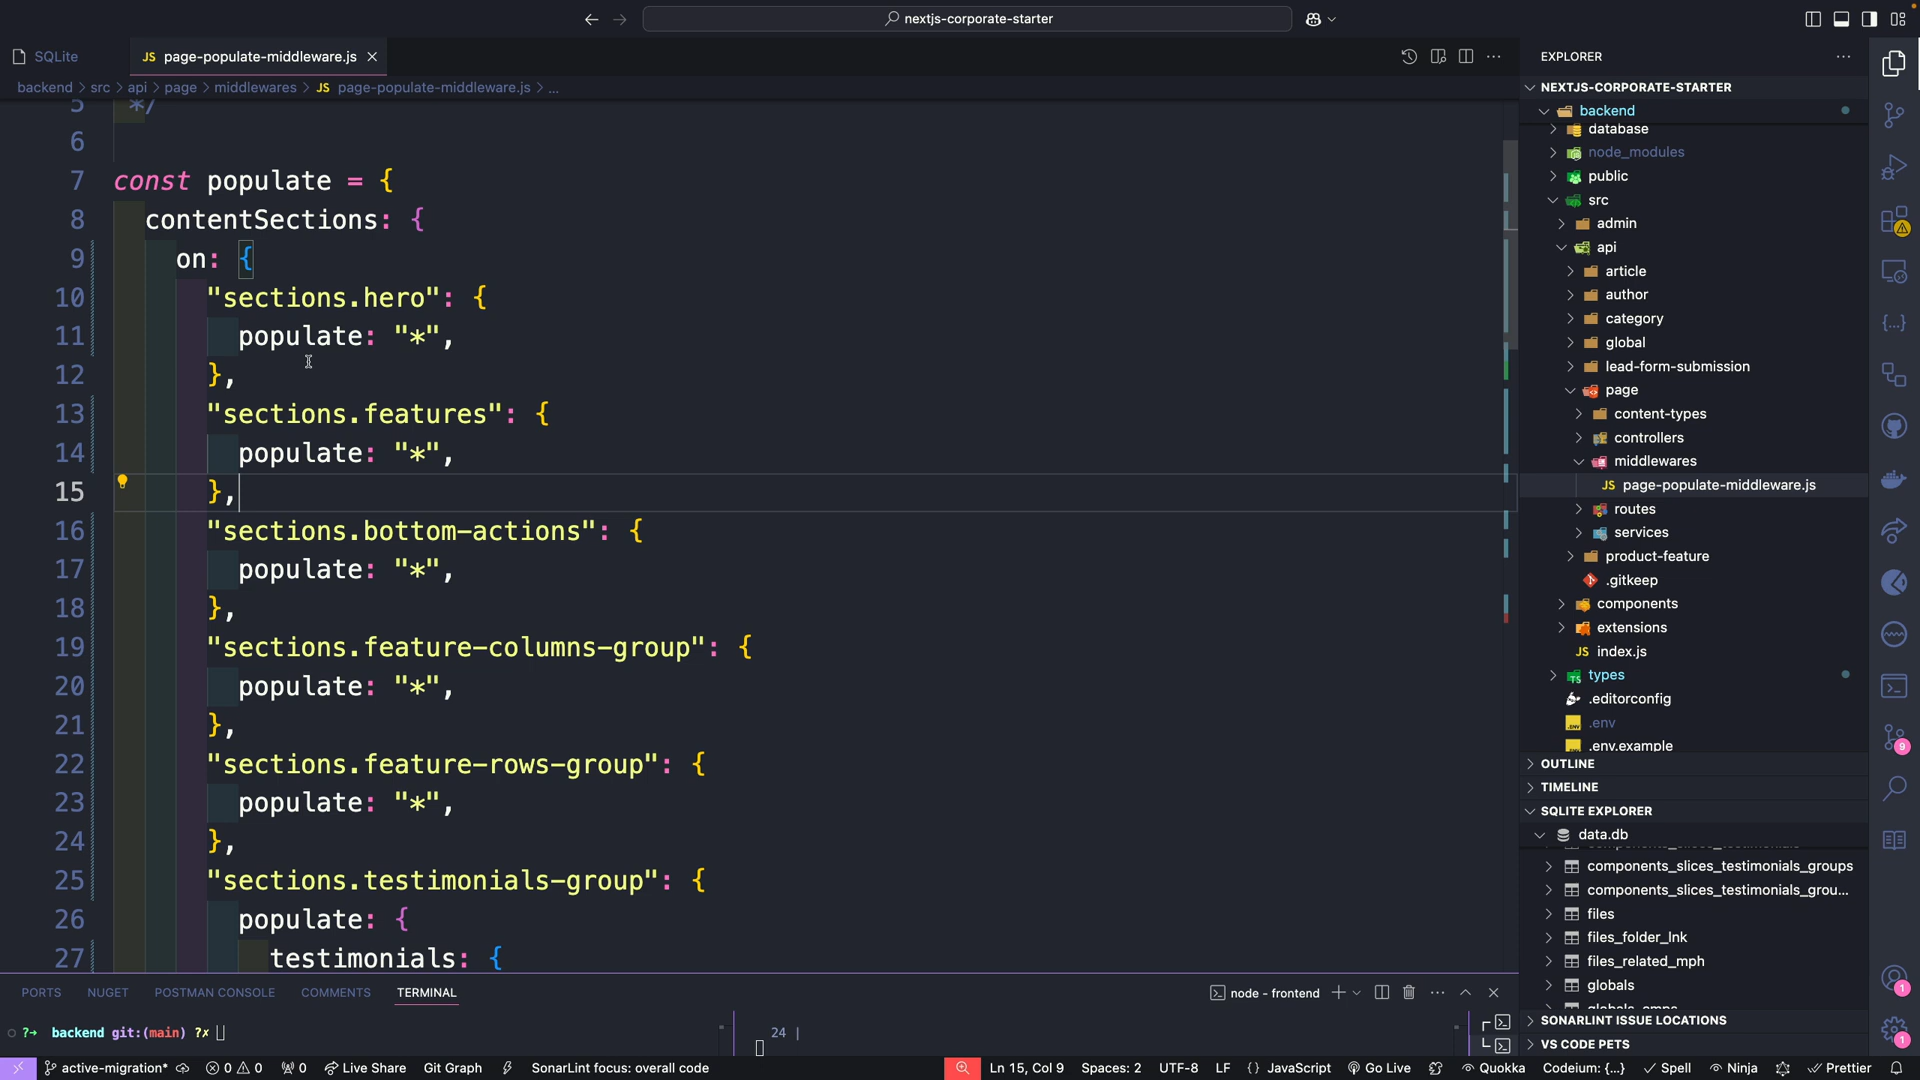 nextjs-corporate-starter
SQLite
JS page-populate-middleware.js
backend > src > api > page > middlewares > JS page-populate-middleware.js > ...
5 */
6
7 const populate = {
8 contentSections: {
9 on: {
10 "sections.hero": {
11 populate: "*",
12 },
13 "sections.features": {
14 populate: "*",
15 },
16 "sections.bottom-actions": {
17 populate: "*",
18 },
19 "sections.feature-columns-group": {
20 populate: "*",
21 },
22 "sections.feature-rows-group": {
23 populate: "*",
24 },
25 "sections.testimonials-group": {
26 populate: {
27 testimonials: {
PORTS NUGET POSTMAN CONSOLE COMMENTS TERMINAL
node - frontend
?→ backend git:(main) ?✗
24 |
EXPLORER
NEXTJS-CORPORATE-STARTER
backend
database
node_modules
public
src
admin
api
article
author
category
global
lead-form-submission
page
content-types
controllers
middlewares
JS page-populate-middleware.js
routes
services
product-feature
.gitkeep
components
extensions
JS index.js
types
.editorconfig
.env
.env.example
OUTLINE
TIMELINE
SQLITE EXPLORER
data.db
components_slices_testimonials_groups
components_slices_testimonials_grou...
files
files_folder_lnk
files_related_mph
globals
SONARLINT ISSUE LOCATIONS
VS CODE PETS
9
1
1
active-migration* 0 0 0 Live Share Git Graph SonarLint focus: overall code Ln 15, Col 9 Spaces: 2 UTF-8 LF {} JavaScript Go Live Quokka Codeium: {...} Spell Ninja Prettier